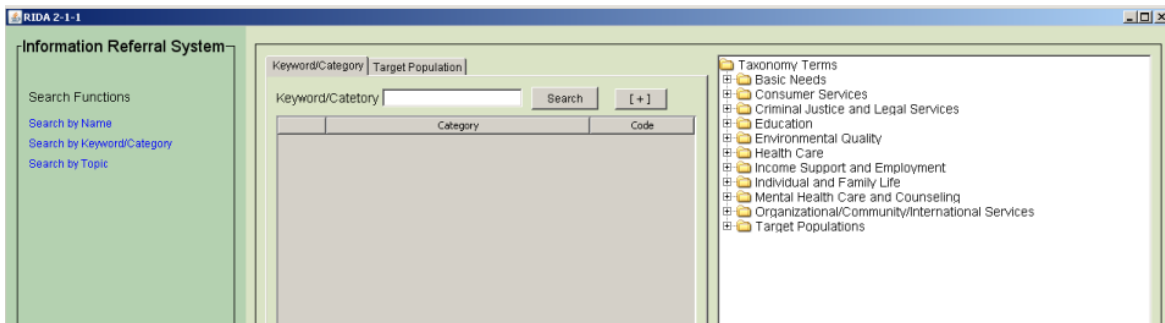 RIDA 2-1-1
Information Referral System
Search Functions
Search by Name
Search by Keyword/Category
Search by Topic
Keyword/Category Target Population
Keyword/Catetory Search [+]
Category Code
Taxonomy Terms
Basic Needs
Consumer Services
Criminal Justice and Legal Services
Education
Environmental Quality
Health Care
Income Support and Employment
Individual and Family Life
Mental Health Care and Counseling
Organizational/Community/International Services
Target Populations